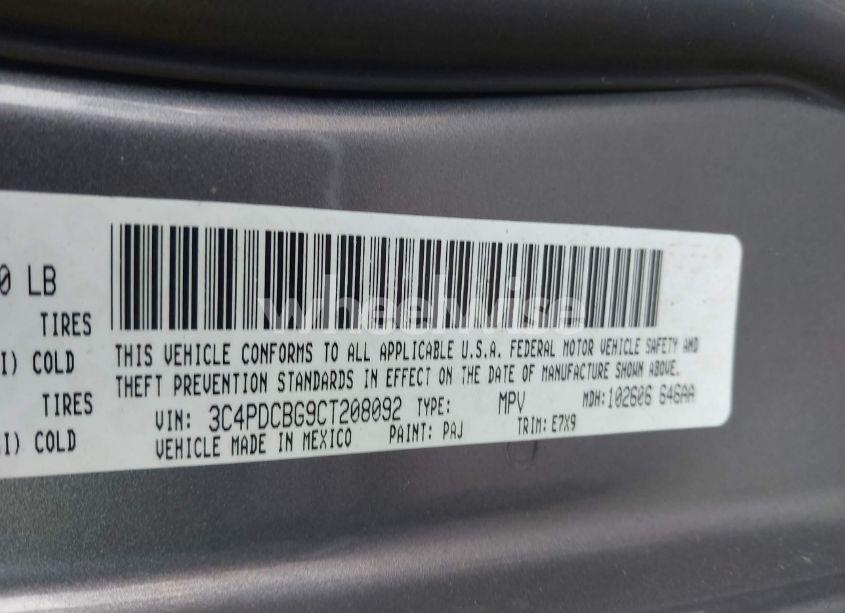 0 LB
TIRES
I) COLD
TIRES
I) COLD
wheelwise
THIS VEHICLE CONFORMS TO ALL APPLICABLE U.S.A. FEDERAL MOTOR VEHICLE SAFETY AND
THEFT PREVENTION STANDARDS IN EFFECT ON THE DATE OF MANUFACTURE SHOWN ABOVE.
VIN: 3C4PDCBG9CT208092 TYPE: MPV MDH:102606 646AA
VEHICLE MADE IN MEXICO PAINT: PAJ TRIM: E7X9